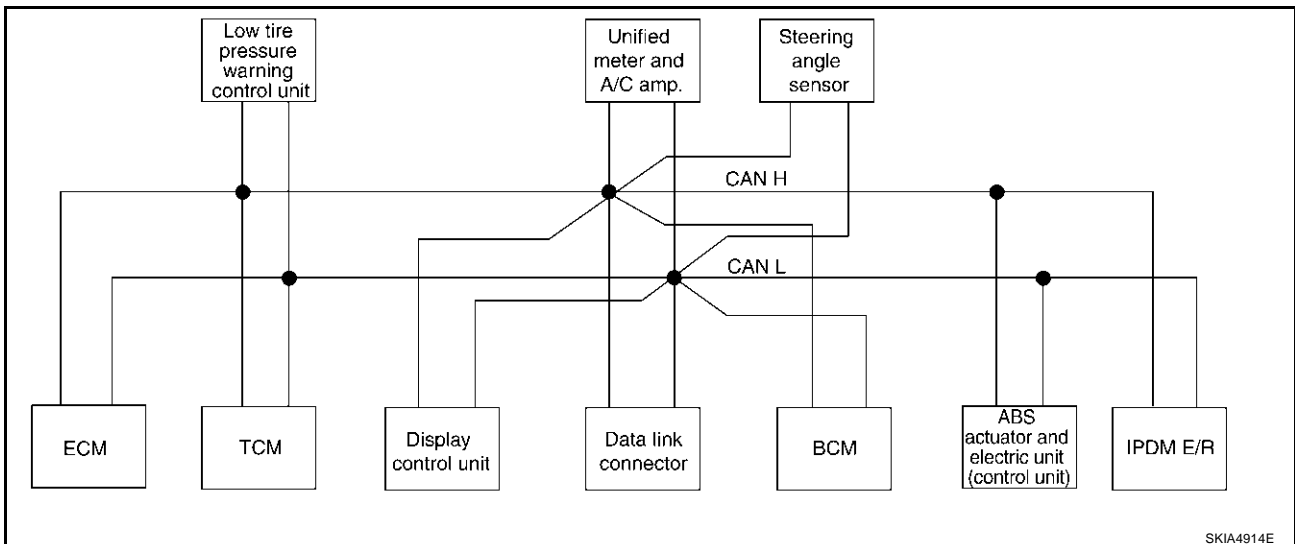 Low tire
pressure
warning
control unit
Unified
meter and
A/C amp.
Steering
angle
sensor
CAN H
CAN L
ECM
TCM
Display
control unit
Data link
connector
BCM
ABS
actuator and
electric unit
(control unit)
IPDM E/R
SKIA4914E